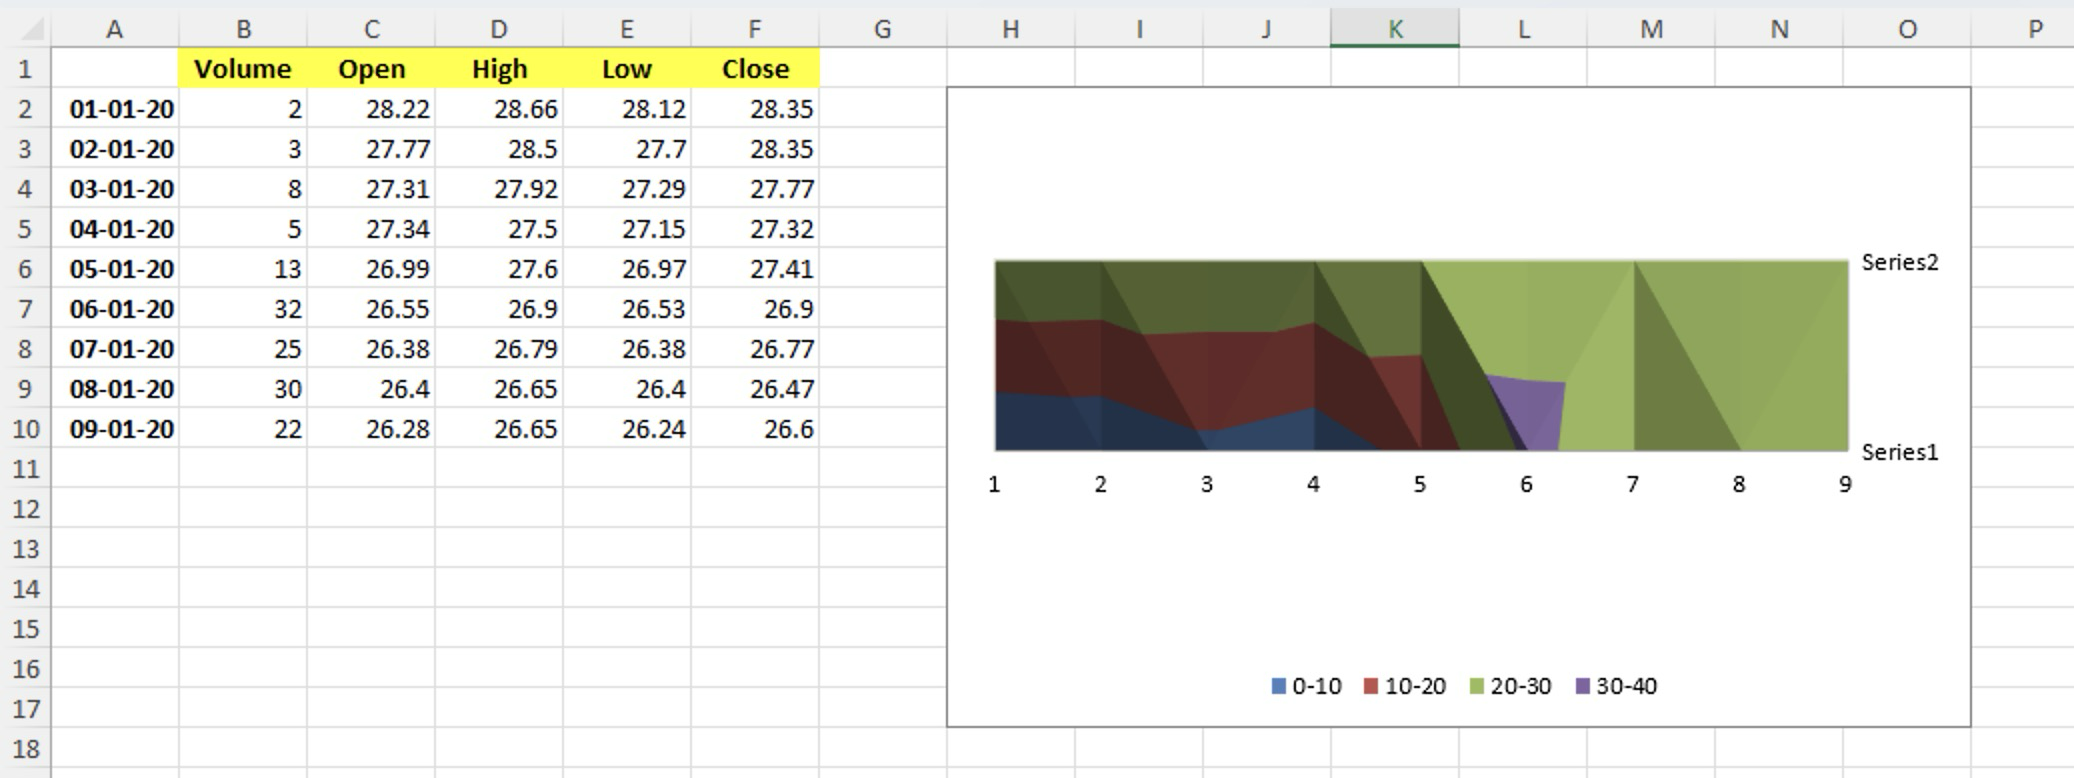 A B C D E F G H I J K L M N O P
1 Volume Open High Low Close
2 01-01-20 2 28.22 28.66 28.12 28.35
3 02-01-20 3 27.77 28.5 27.7 28.35
4 03-01-20 8 27.31 27.92 27.29 27.77
5 04-01-20 5 27.34 27.5 27.15 27.32
6 05-01-20 13 26.99 27.6 26.97 27.41
7 06-01-20 32 26.55 26.9 26.53 26.9
8 07-01-20 25 26.38 26.79 26.38 26.77
9 08-01-20 30 26.4 26.65 26.4 26.47
10 09-01-20 22 26.28 26.65 26.24 26.6
11
12
13
14
15
16
17
18
Series2
Series1
1 2 3 4 5 6 7 8 9
0-10 10-20 20-30 30-40